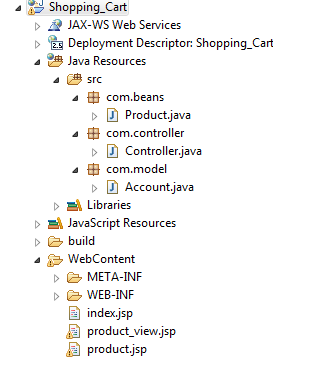 Shopping_Cart
JAX-WS Web Services
2.5 Deployment Descriptor: Shopping_Cart
Java Resources
src
com.beans
J Product.java
com.controller
J Controller.java
com.model
J Account.java
Libraries
JavaScript Resources
build
WebContent
META-INF
WEB-INF
index.jsp
product_view.jsp
product.jsp